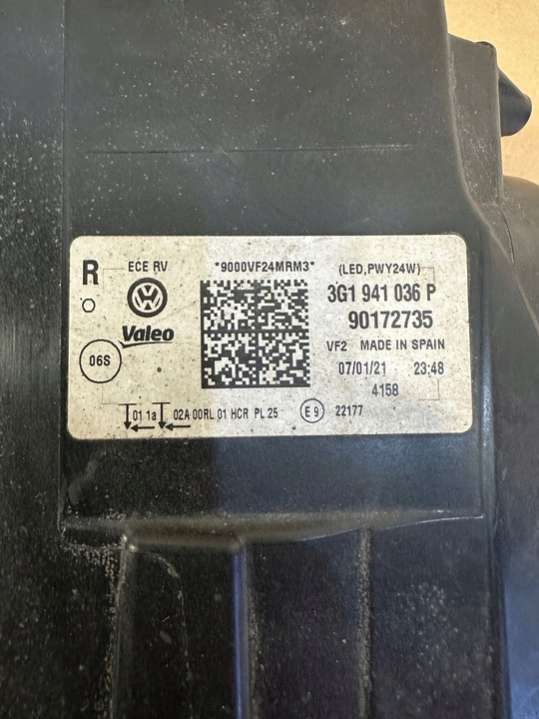 R ECE RV *9000VF24MRM3* (LED,PWY24W)
VW 3G1 941 036 P
Valeo 90172735
VF2 MADE IN SPAIN
06S 07/01/21 23:48
4158
01 1a 02A 00RL 01 HCR PL 25 E9 22177